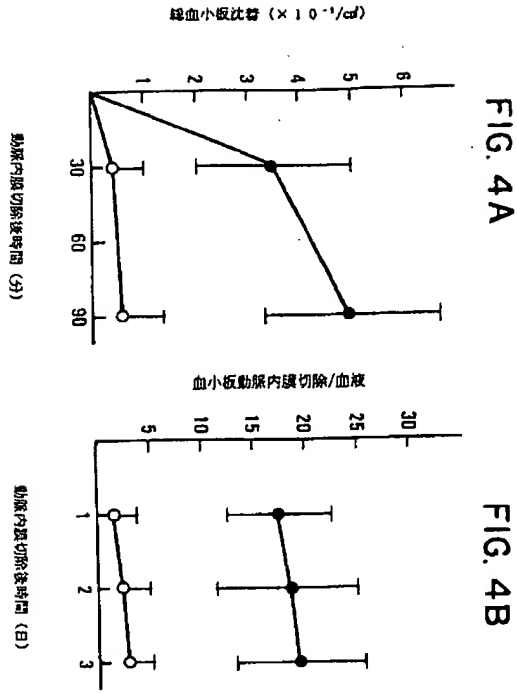 FIG. 4A
総血小板沈着 (×10⁻⁵/cm²)
1 2 3 4 5 6
30 60 90
動脈内膜切除後時間 (分)
FIG. 4B
血小板動脈内膜切除/血液
5 10 15 20 25 30
1 2 3
動脈内膜切除後時間 (日)